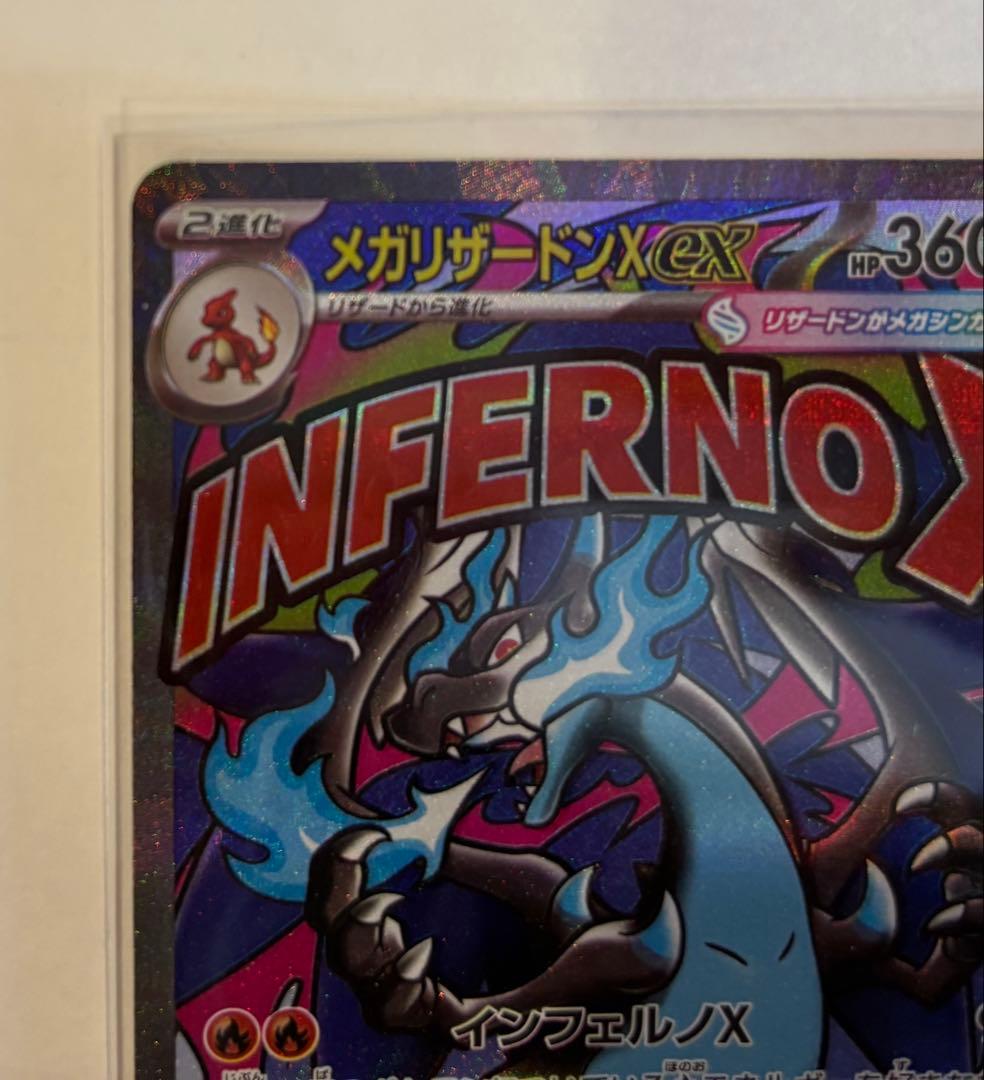 2進化
メガリザードンXex
HP360
リザードから進化
リザードンがメガシンカ
INFERNO X
インフェルノX